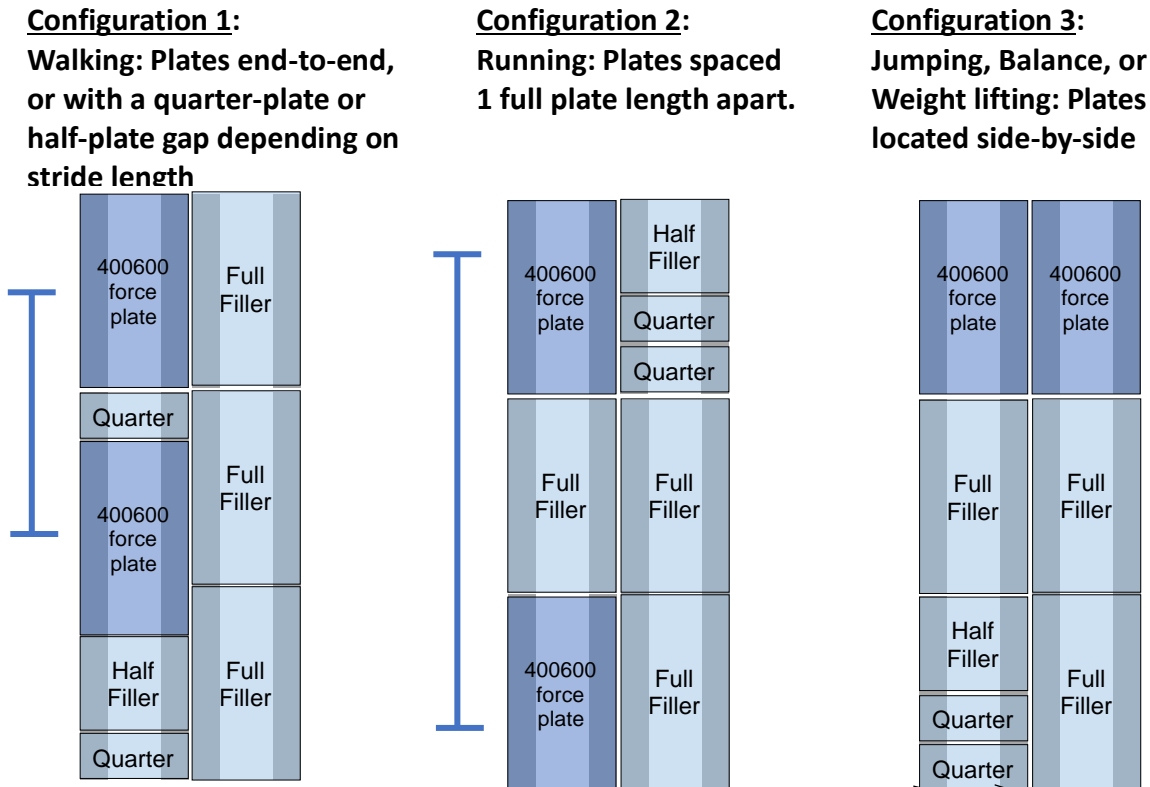 Configuration 1:
Walking: Plates end-to-end,
or with a quarter-plate or
half-plate gap depending on
stride length
400600
force
plate
Full
Filler
Quarter
400600
force
plate
Full
Filler
Half
Filler
Full
Filler
Quarter
Configuration 2:
Running: Plates spaced
1 full plate length apart.
400600
force
plate
Half
Filler
Quarter
Quarter
Full
Filler
Full
Filler
400600
force
plate
Full
Filler
Configuration 3:
Jumping, Balance, or
Weight lifting: Plates
located side-by-side
400600
force
plate
400600
force
plate
Full
Filler
Full
Filler
Half
Filler
Full
Filler
Quarter
Quarter